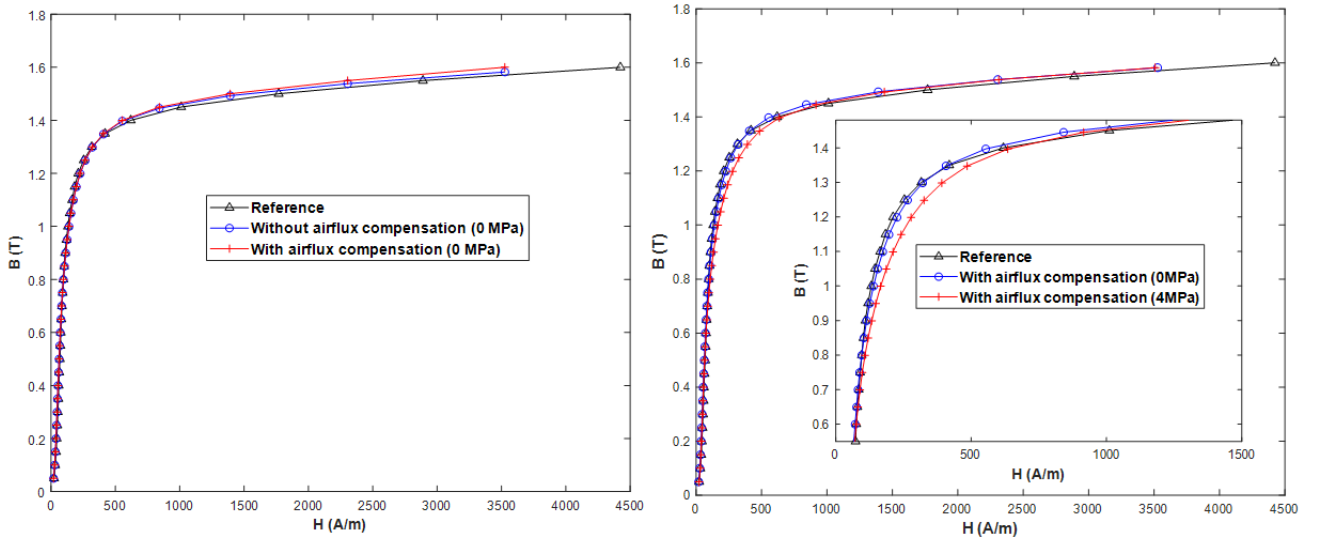 1.8
1.6
1.4
1.2
1
0.8
0.6
0.4
0.2
0
B (T)
Reference
Without airflux compensation (0 MPa)
With airflux compensation (0 MPa)
0 500 1000 1500 2000 2500 3000 3500 4000 4500
H (A/m)
1.8
1.6
1.4
1.2
1
0.8
0.6
0.4
0.2
0
B (T)
1.4
1.3
1.2
1.1
1
0.9
0.8
0.7
0.6
B (T)
Reference
With airflux compensation (0MPa)
With airflux compensation (4MPa)
0 500 1000 1500
H (A/m)
0 500 1000 1500 2000 2500 3000 3500 4000 4500
H (A/m)